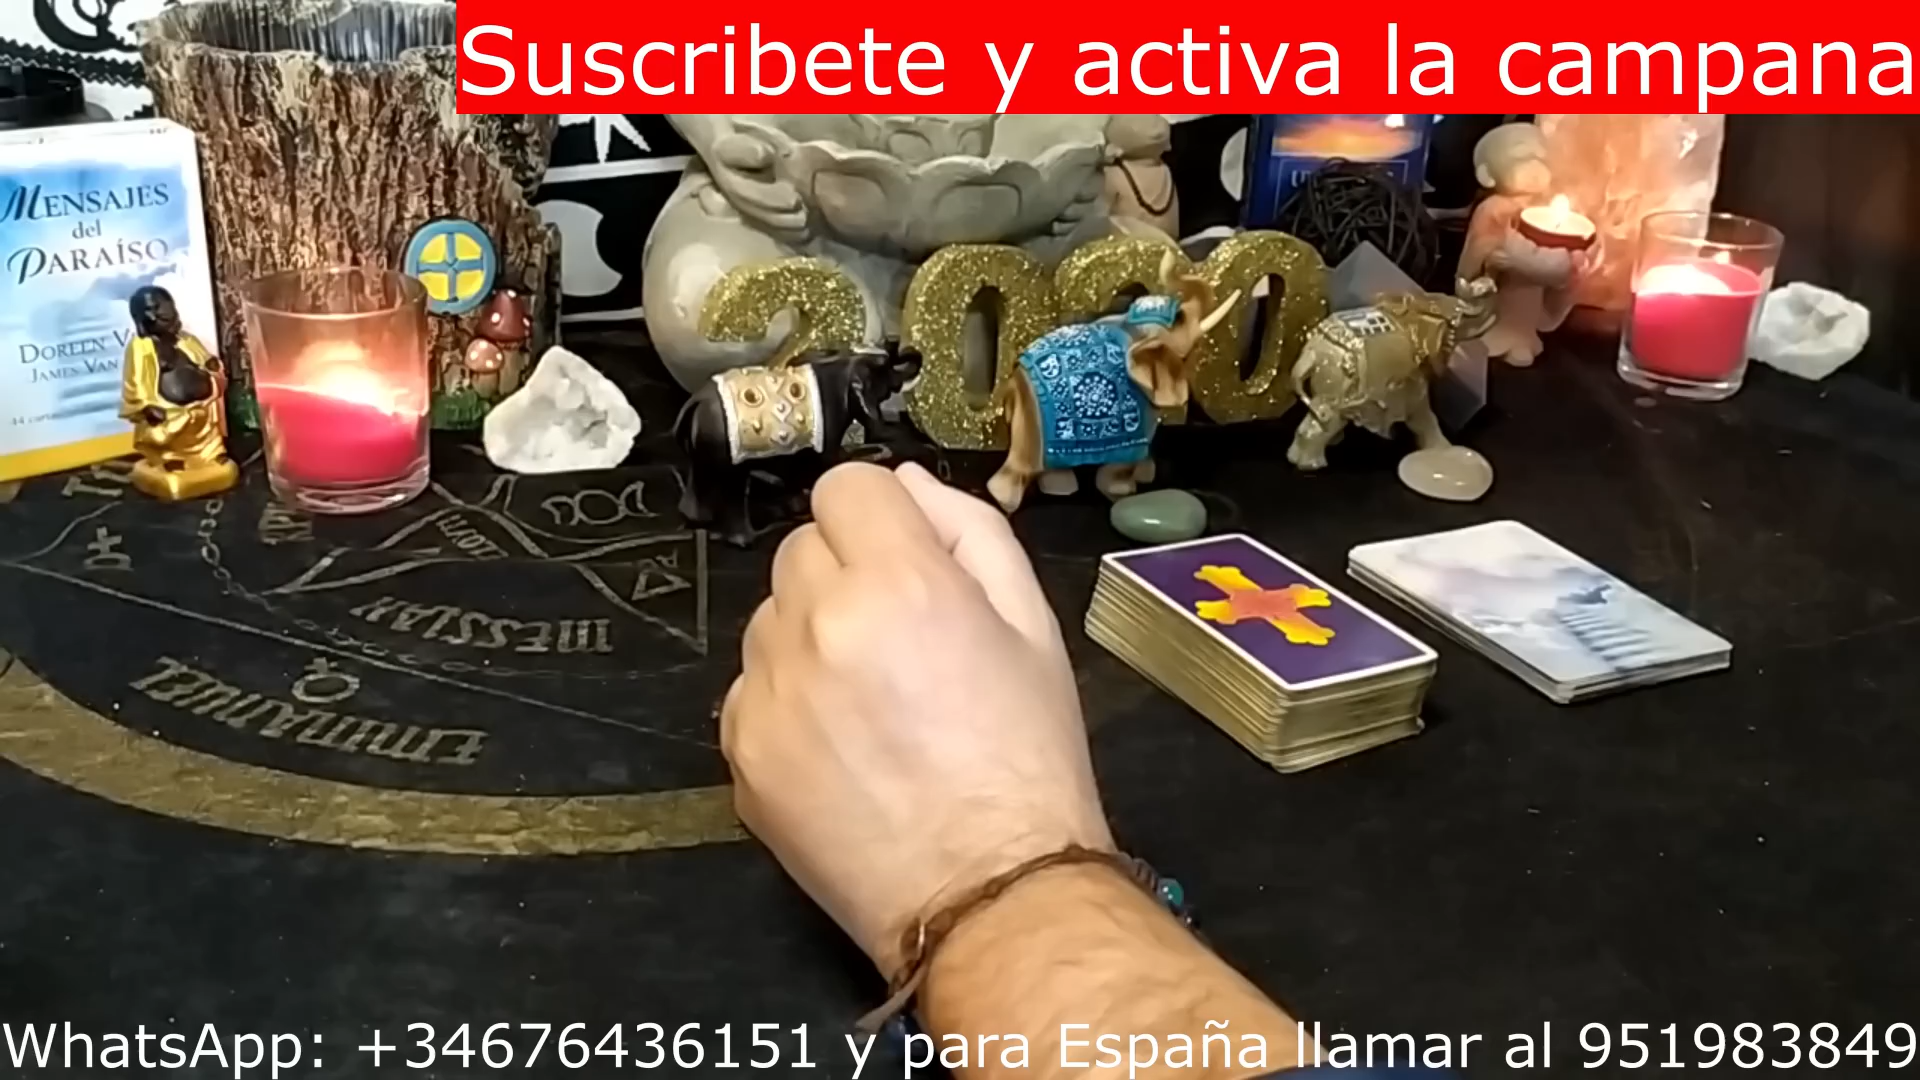 Suscribete y activa la campana
MENSAJES
del
PARAÍSO
DOREEN
JAMES VAN
2020
MESSIAH
EMMANUEL
WhatsApp: +34676436151 y para España llamar al 951983849